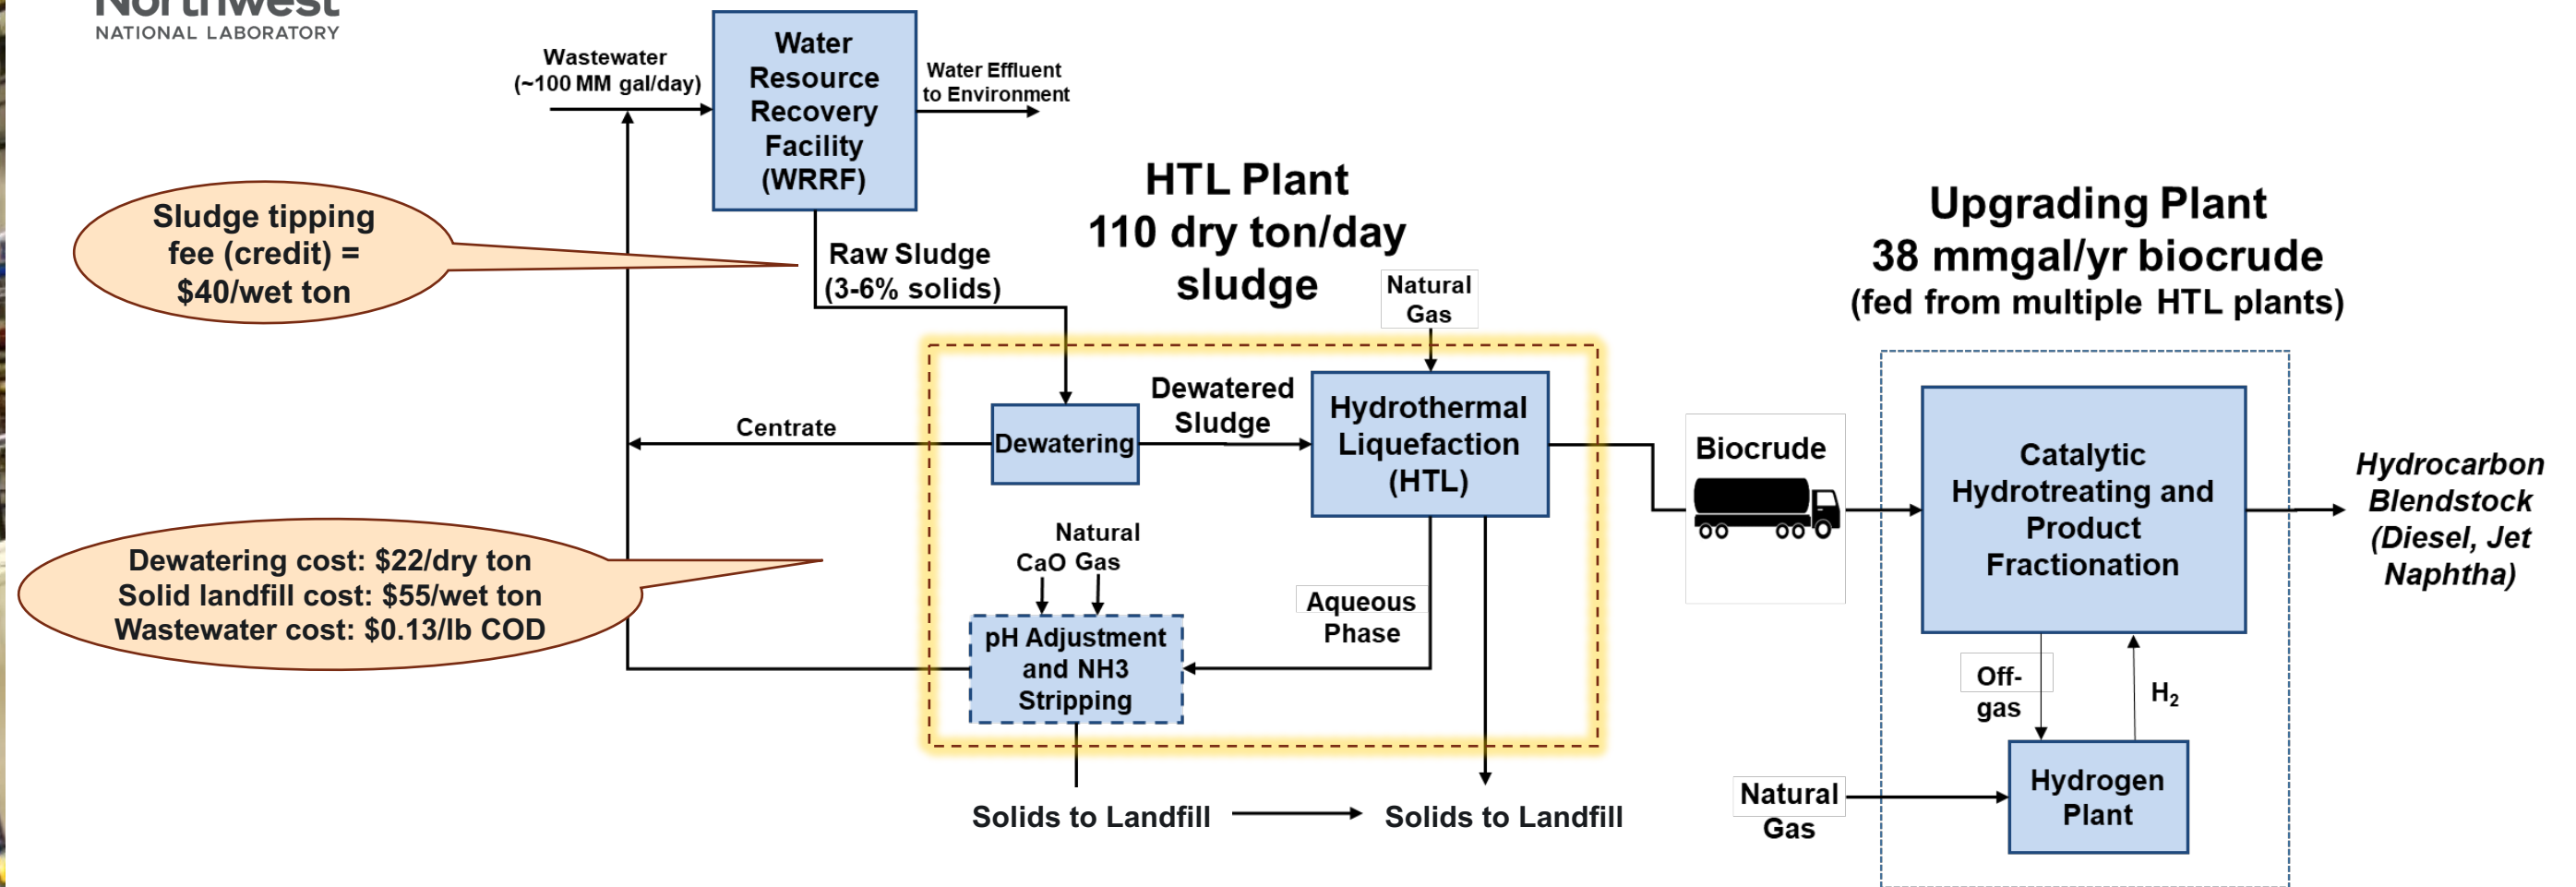 Northwest
NATIONAL LABORATORY
Wastewater
(~100 MM gal/day)
Water
Resource
Recovery
Facility
(WRRF)
Water Effluent
to Environment
Sludge tipping
fee (credit) =
$40/wet ton
Raw Sludge
(3-6% solids)
HTL Plant
110 dry ton/day
sludge
Natural
Gas
Upgrading Plant
38 mmgal/yr biocrude
(fed from multiple HTL plants)
Centrate
Dewatering
Dewatered
Sludge
Hydrothermal
Liquefaction
(HTL)
Biocrude
Catalytic
Hydrotreating and
Product
Fractionation
Hydrocarbon
Blendstock
(Diesel, Jet
Naphtha)
Dewatering cost: $22/dry ton
Solid landfill cost: $55/wet ton
Wastewater cost: $0.13/lb COD
CaO
Natural
Gas
pH Adjustment
and NH3
Stripping
Aqueous
Phase
Off-
gas
H2
Natural
Gas
Hydrogen
Plant
Solids to Landfill
Solids to Landfill